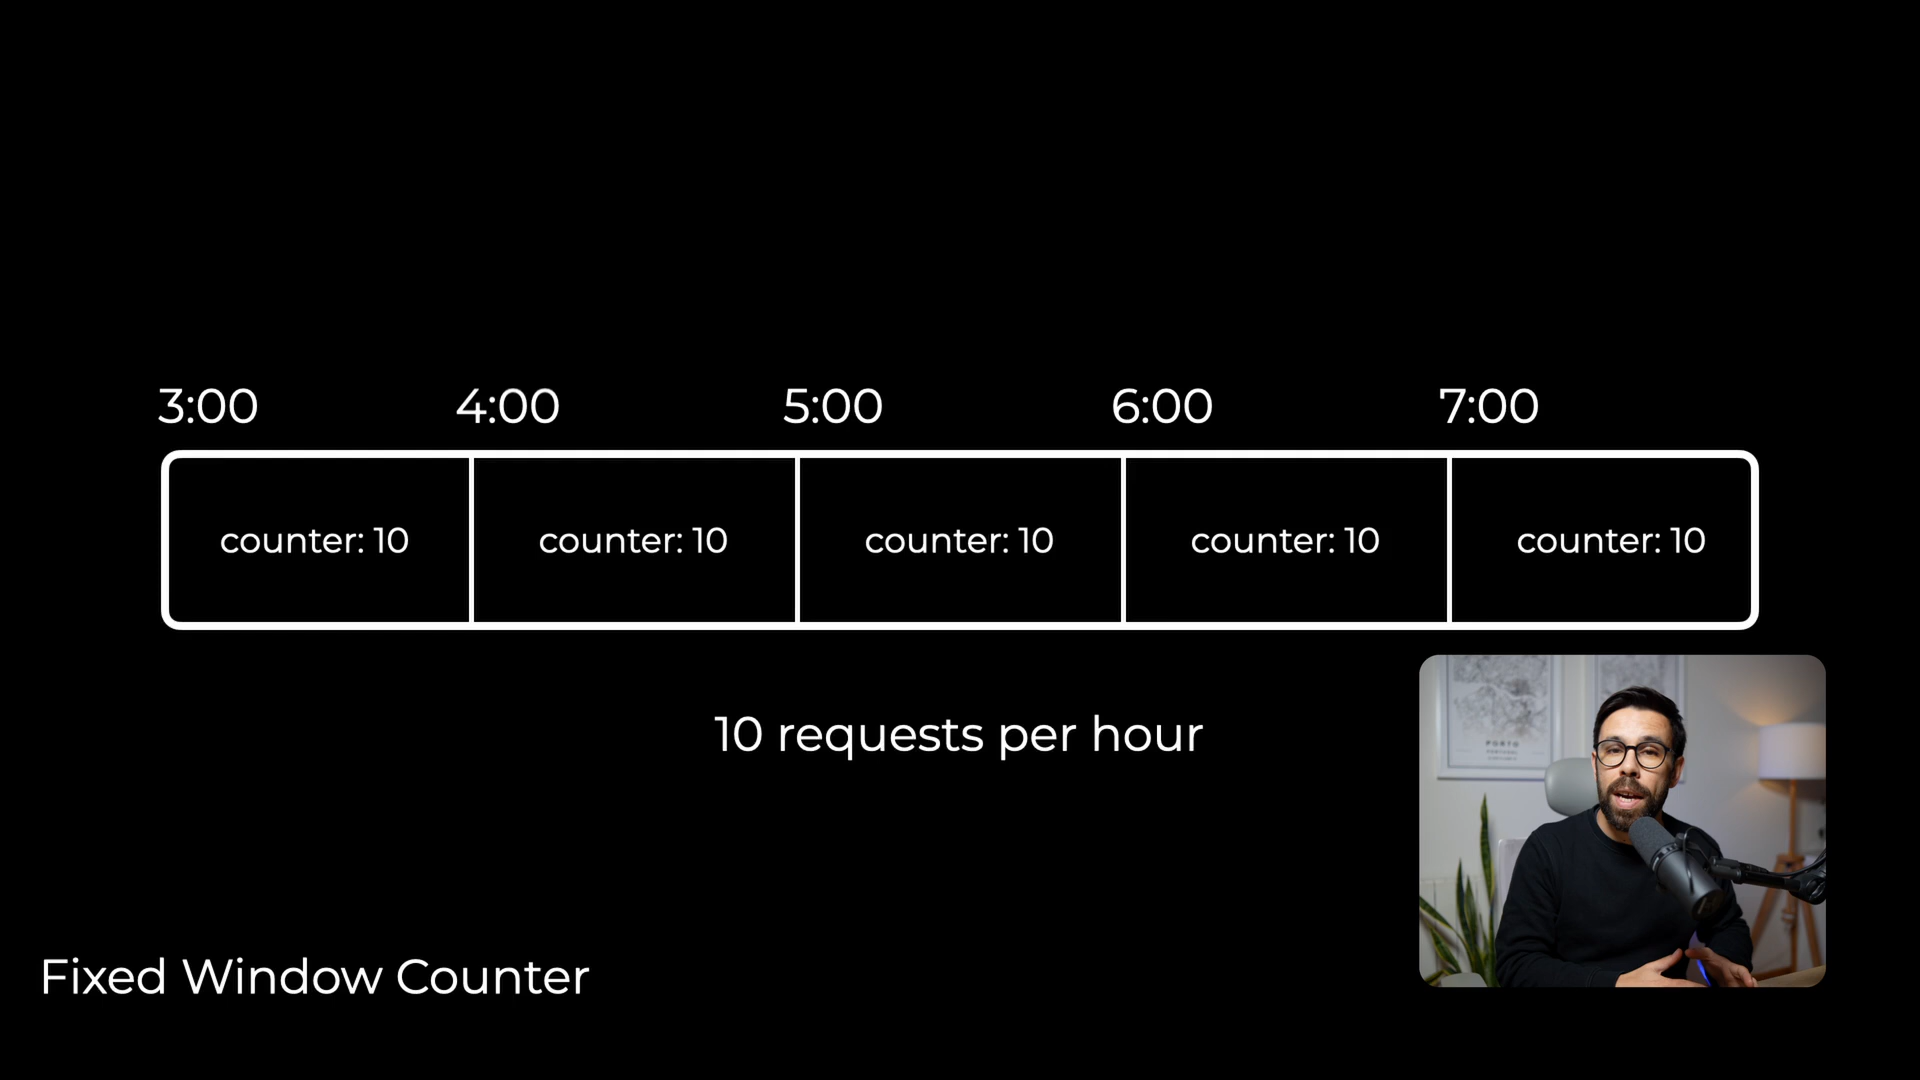 3:00 4:00 5:00 6:00 7:00
counter: 10 counter: 10 counter: 10 counter: 10 counter: 10
10 requests per hour
PORTO
Fixed Window Counter